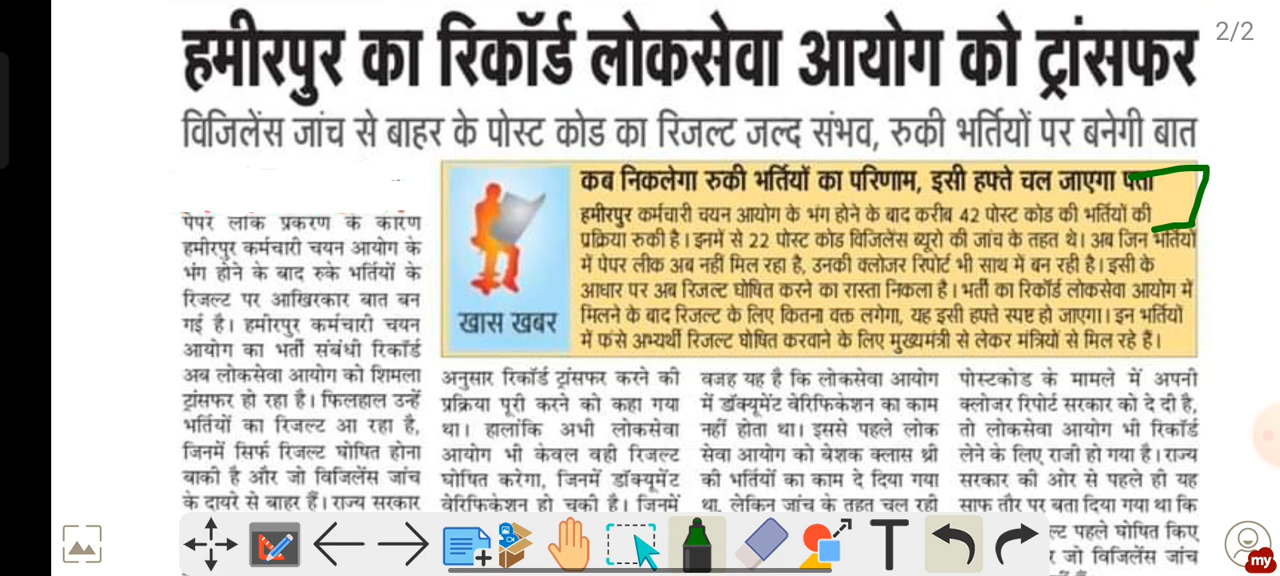 2/2
हमीरपुर का रिकॉर्ड लोकसेवा आयोग को ट्रांसफर
विजिलेंस जांच से बाहर के पोस्ट कोड का रिजल्ट जल्द संभव, रुकी भर्तियों पर बनेगी बात
पेपर लीक प्रकरण के कारण
हमीरपुर कर्मचारी चयन आयोग के
भंग होने के बाद रुके भर्तियों के
रिजल्ट पर आखिरकार बात बन
गई है। हमीरपुर कर्मचारी चयन
आयोग का भर्ती संबंधी रिकॉर्ड
अब लोकसेवा आयोग को शिमला
ट्रांसफर हो रहा है। फिलहाल उन्हें
भर्तियों का रिजल्ट आ रहा है,
जिनमें सिर्फ रिजल्ट घोषित होना
बाकी है और जो विजिलेंस जांच
के दायरे से बाहर हैं। राज्य सरकार
खास खबर
कब निकलेगा रुकी भर्तियों का परिणाम, इसी हफ्ते चल जाएगा पता
हमीरपुर कर्मचारी चयन आयोग के भंग होने के बाद करीब 42 पोस्ट कोड की भर्तियों की
प्रक्रिया रुकी है। इनमें से 22 पोस्ट कोड विजिलेंस ब्यूरो की जांच के तहत थे। अब जिन भर्तियों
में पेपर लीक अब नहीं मिल रहा है, उनकी क्लोजर रिपोर्ट भी साथ में बन रही है। इसी के
आधार पर अब रिजल्ट घोषित करने का रास्ता निकला है। भर्ती का रिकॉर्ड लोकसेवा आयोग में
मिलने के बाद रिजल्ट के लिए कितना वक्त लगेगा, यह इसी हफ्ते स्पष्ट हो जाएगा। इन भर्तियों
में फंसे अभ्यर्थी रिजल्ट घोषित करवाने के लिए मुख्यमंत्री से लेकर मंत्रियों से मिल रहे हैं।
अनुसार रिकॉर्ड ट्रांसफर करने की
प्रक्रिया पूरी करने को कहा गया
था। हालांकि अभी लोकसेवा
आयोग भी केवल वही रिजल्ट
घोषित करेगा, जिनमें डॉक्यूमेंट
वेरिफिकेशन हो चुकी है। जिनमें
वजह यह है कि लोकसेवा आयोग
में डॉक्यूमेंट वेरिफिकेशन का काम
नहीं होता था। इससे पहले लोक
सेवा आयोग को बेशक क्लास थ्री
की भर्तियों का काम दे दिया गया
था, लेकिन जांच के तहत चल रही
पोस्टकोड के मामले में अपनी
क्लोजर रिपोर्ट सरकार को दे दी है,
तो लोकसेवा आयोग भी रिकॉर्ड
लेने के लिए राजी हो गया है। राज्य
सरकार की ओर से पहले ही यह
साफ तौर पर बता दिया गया था कि
ल्ट पहले घोषित किए
जो विजिलेंस जांच
T
my